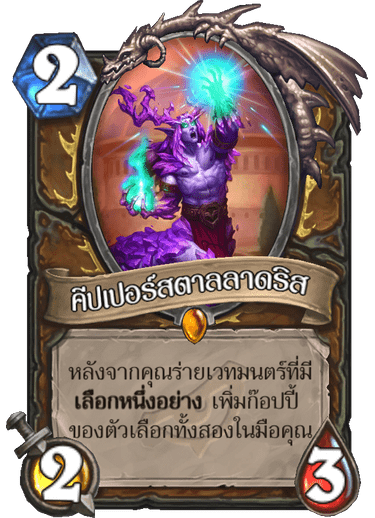 2
คีปเปอร์สตาลลาดริส
หลังจากคุณร่ายเวทมนตร์ที่มี
เลือกหนึ่งอย่าง เพิ่มก๊อปปี้
ของตัวเลือกทั้งสองในมือคุณ
2
3